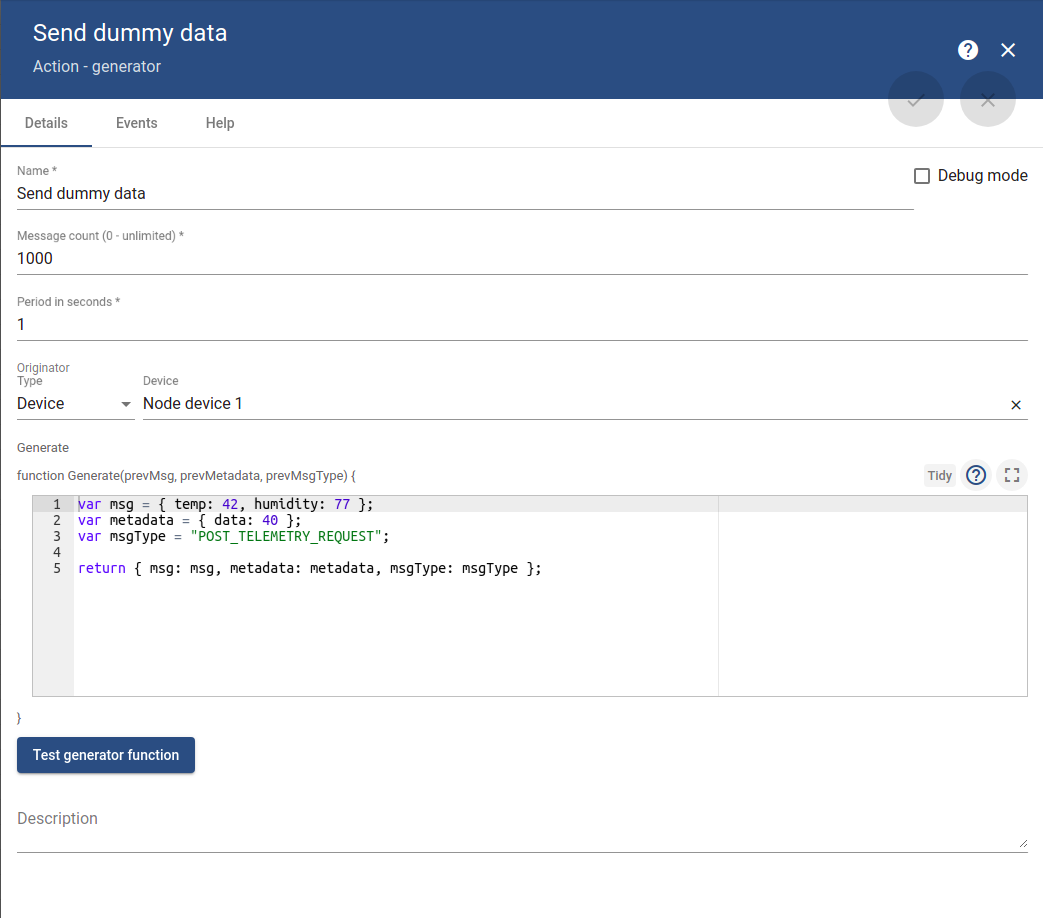 Send dummy data
Action - generator
Details Events Help
Name *
Send dummy data
Debug mode
Message count (0 - unlimited) *
1000
Period in seconds *
1
Originator
Type
Device
Device
Node device 1
Generate
function Generate(prevMsg, prevMetadata, prevMsgType) {
Tidy
1 var msg = { temp: 42, humidity: 77 };
2 var metadata = { data: 40 };
3 var msgType = "POST_TELEMETRY_REQUEST";
4
5 return { msg: msg, metadata: metadata, msgType: msgType };
}
Test generator function
Description